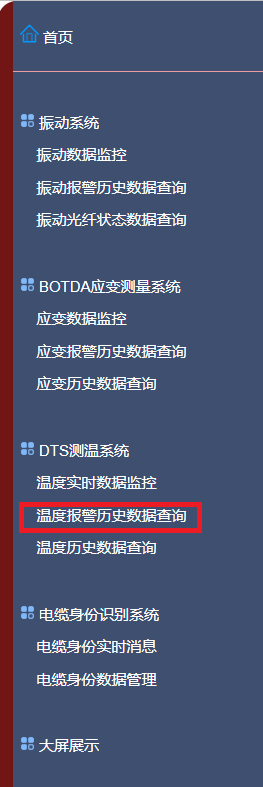 首页
振动系统
振动数据监控
振动报警历史数据查询
振动光纤状态数据查询
BOTDA应变测量系统
应变数据监控
应变报警历史数据查询
应变历史数据查询
DTS测温系统
温度实时数据监控
温度报警历史数据查询
温度历史数据查询
电缆身份识别系统
电缆身份实时消息
电缆身份数据管理
大屏展示